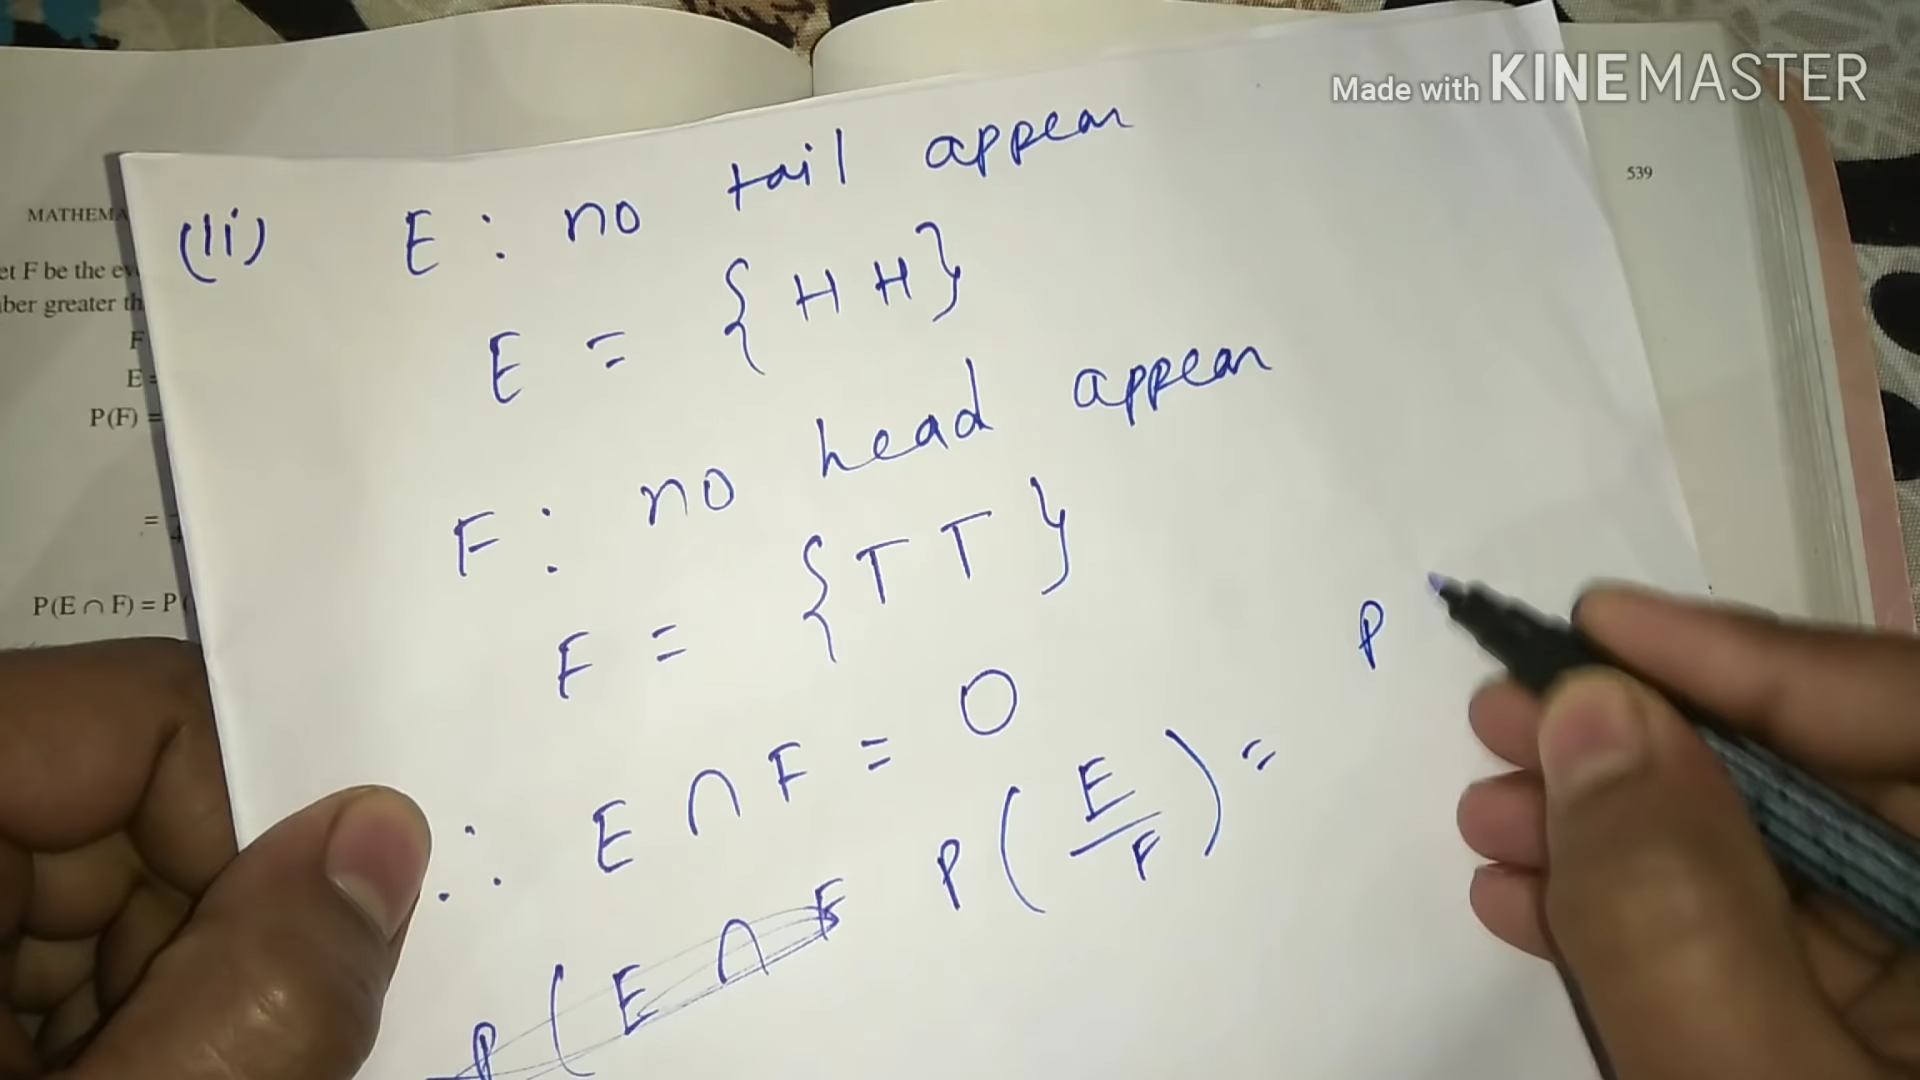 Made with KINEMASTER
539
MATHEMA
et F be the ev
ber greater th
F
E =
P(F) =
=
P(E ∩ F) = P(
(ii) E : no tail appear
E = { H H }
F : no head appear
F = { T T }
∴ E ∩ F = 0
P ( E / F ) = P
P ( E ∩ F